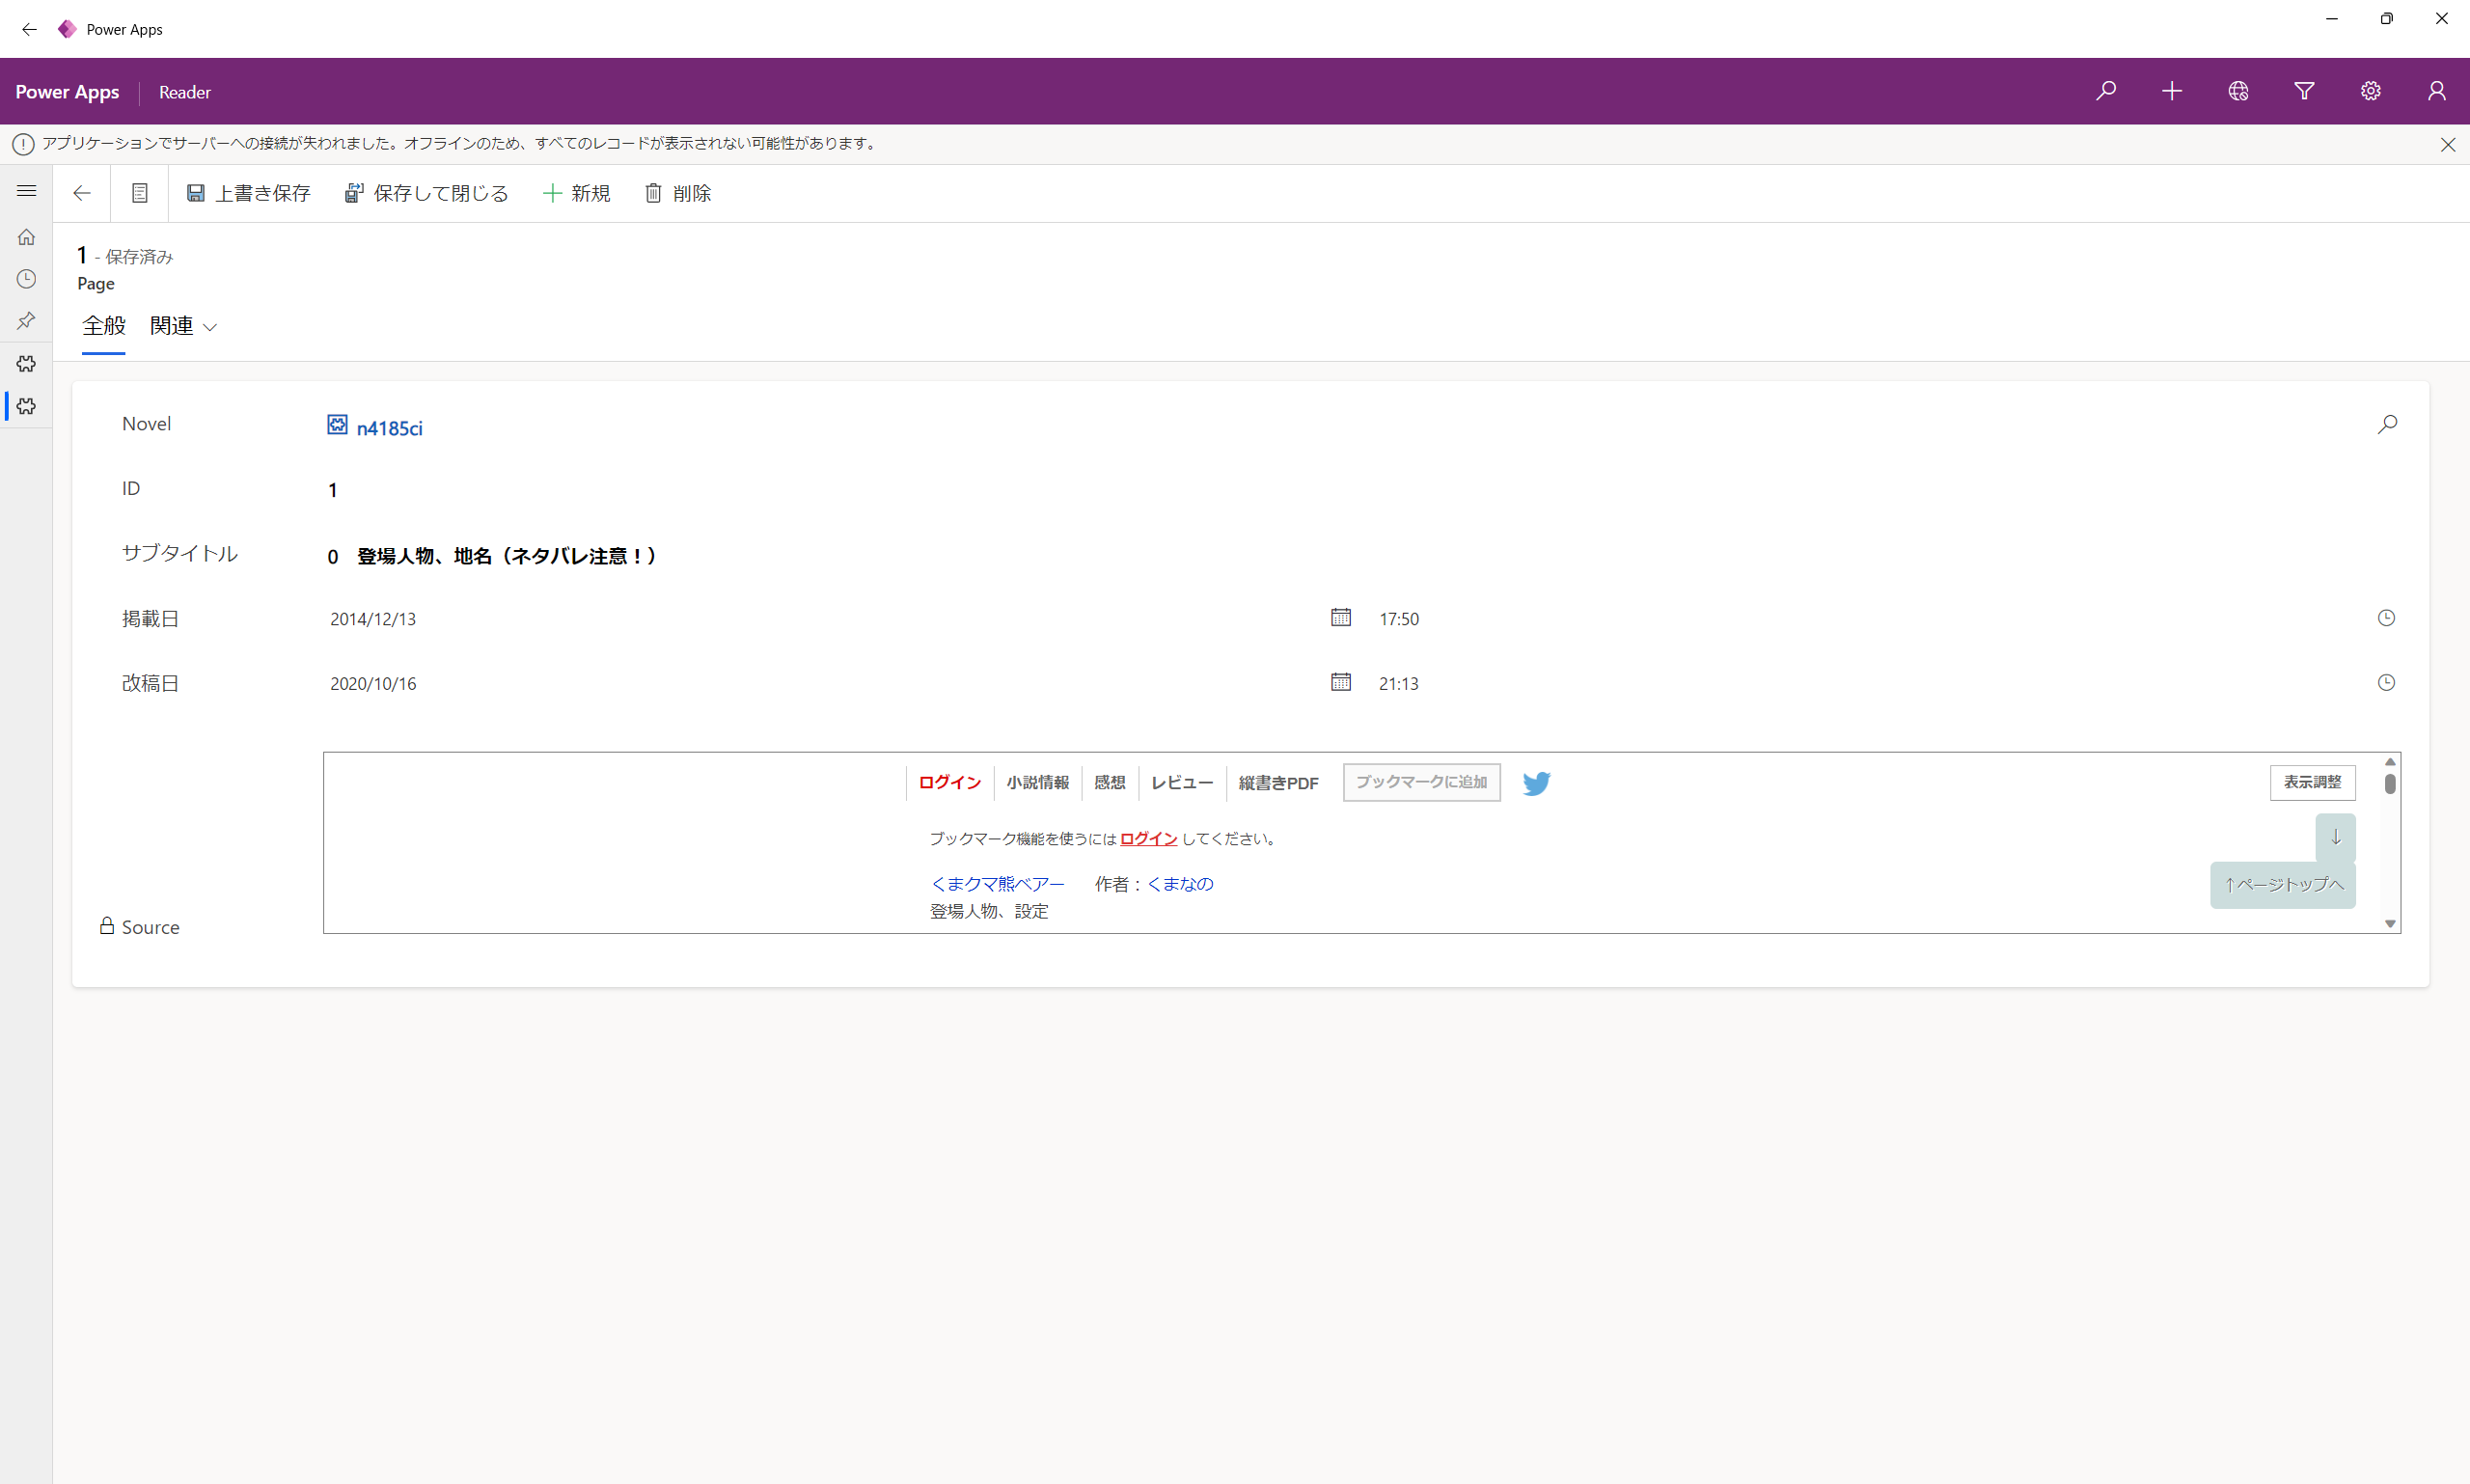 Power Apps
Power Apps Reader
アプリケーションでサーバーへの接続が失われました。オフラインのため、すべてのレコードが表示されない可能性があります。
上書き保存 保存して閉じる 新規 削除
1 - 保存済み
Page
全般 関連
Novel n4185ci
ID 1
サブタイトル 0 登場人物、地名（ネタバレ注意！）
掲載日 2014/12/13 17:50
改稿日 2020/10/16 21:13
ログイン 小説情報 感想 レビュー 縦書きPDF ブックマークに追加 表示調整
ブックマーク機能を使うには ログイン してください。
↓
くまクマ熊ベアー 作者：くまなの
↑ページトップへ
登場人物、設定
Source